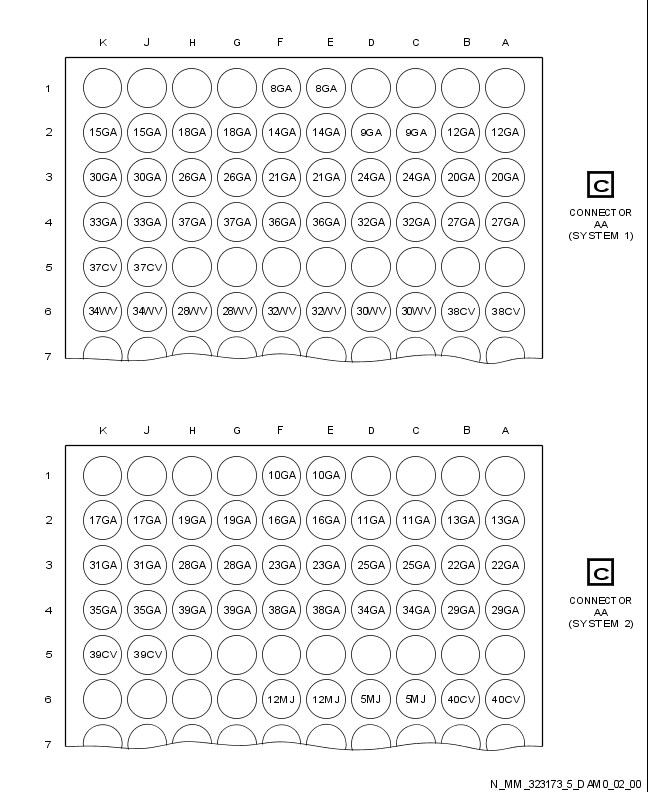 K J H G F E D C B A
1 8GA 8GA
2 15GA 15GA 18GA 18GA 14GA 14GA 9GA 9GA 12GA 12GA
3 30GA 30GA 26GA 26GA 21GA 21GA 24GA 24GA 20GA 20GA
C
CONNECTOR
AA
(SYSTEM 1)
4 33GA 33GA 37GA 37GA 36GA 36GA 32GA 32GA 27GA 27GA
5 37CV 37CV
6 34WV 34WV 28WV 28WV 32WV 32WV 30WV 30WV 38CV 38CV
7
K J H G F E D C B A
1 10GA 10GA
2 17GA 17GA 19GA 19GA 16GA 16GA 11GA 11GA 13GA 13GA
3 31GA 31GA 28GA 28GA 23GA 23GA 25GA 25GA 22GA 22GA
C
CONNECTOR
AA
(SYSTEM 2)
4 35GA 35GA 39GA 39GA 38GA 38GA 34GA 34GA 29GA 29GA
5 39CV 39CV
6 12MJ 12MJ 5MJ 5MJ 40CV 40CV
7
N_MM_323173_5_DAM0_02_00